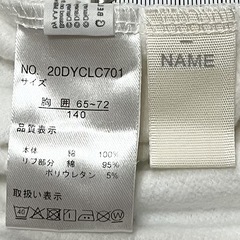 NO. 20DYCLC701
サイズ
胸 囲 65-72
140
品質表示
本体 綿 100%
リブ部分 綿 95%
ポリウレタン 5%
取扱い表示
40
NAME